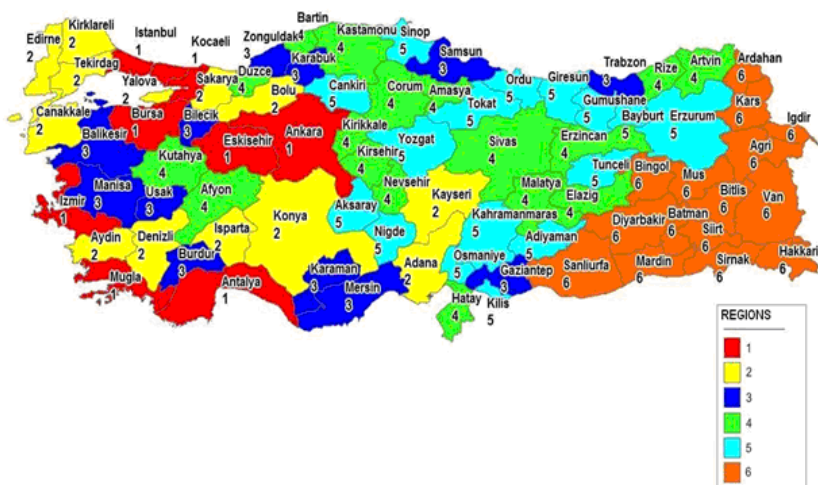 Bartin
Kastamonu
4
4
Sinop
5
Zonguldak
3
Istanbul
1
Kocaeli
1
Kirklareli
2
Edirne
2
Tekirdag
2
Yalova
2
Sakarya
2
Duzce
4
Karabuk
3
Bolu
2
Samsun
3
Trabzon
3
Rize
4
Artvin
4
Ardahan
6
Ordu
5
Giresun
5
Cankiri
5
Corum
4
Amasya
4
Tokat
5
Gumushane
5
Bayburt
5
Erzurum
5
Kars
6
Igdir
6
Canakkale
2
Balikesir
3
Bursa
1
Bilecik
3
Eskisehir
1
Ankara
1
Kirikkale
4
Yozgat
5
Sivas
4
Erzincan
4
Agri
6
Kutahya
4
Kirsehir
4
Tunceli
5
Bingol
6
Mus
6
Manisa
3
Usak
3
Afyon
4
Nevsehir
4
Kayseri
2
Malatya
4
Elazig
4
Bitlis
6
Van
6
Izmir
1
Aksaray
5
Konya
2
Isparta
2
Kahramanmaras
5
Diyarbakir
6
Batman
6
Siirt
6
Aydin
2
Denizli
2
Nigde
5
Adiyaman
5
Hakkari
6
Burdur
3
Karaman
3
Mersin
3
Adana
2
Osmaniye
5
Gaziantep
3
Sanliurfa
6
Mardin
6
Sirnak
6
Mugla
1
Antalya
1
Hatay
4
Kilis
5
REGIONS
1
2
3
4
5
6